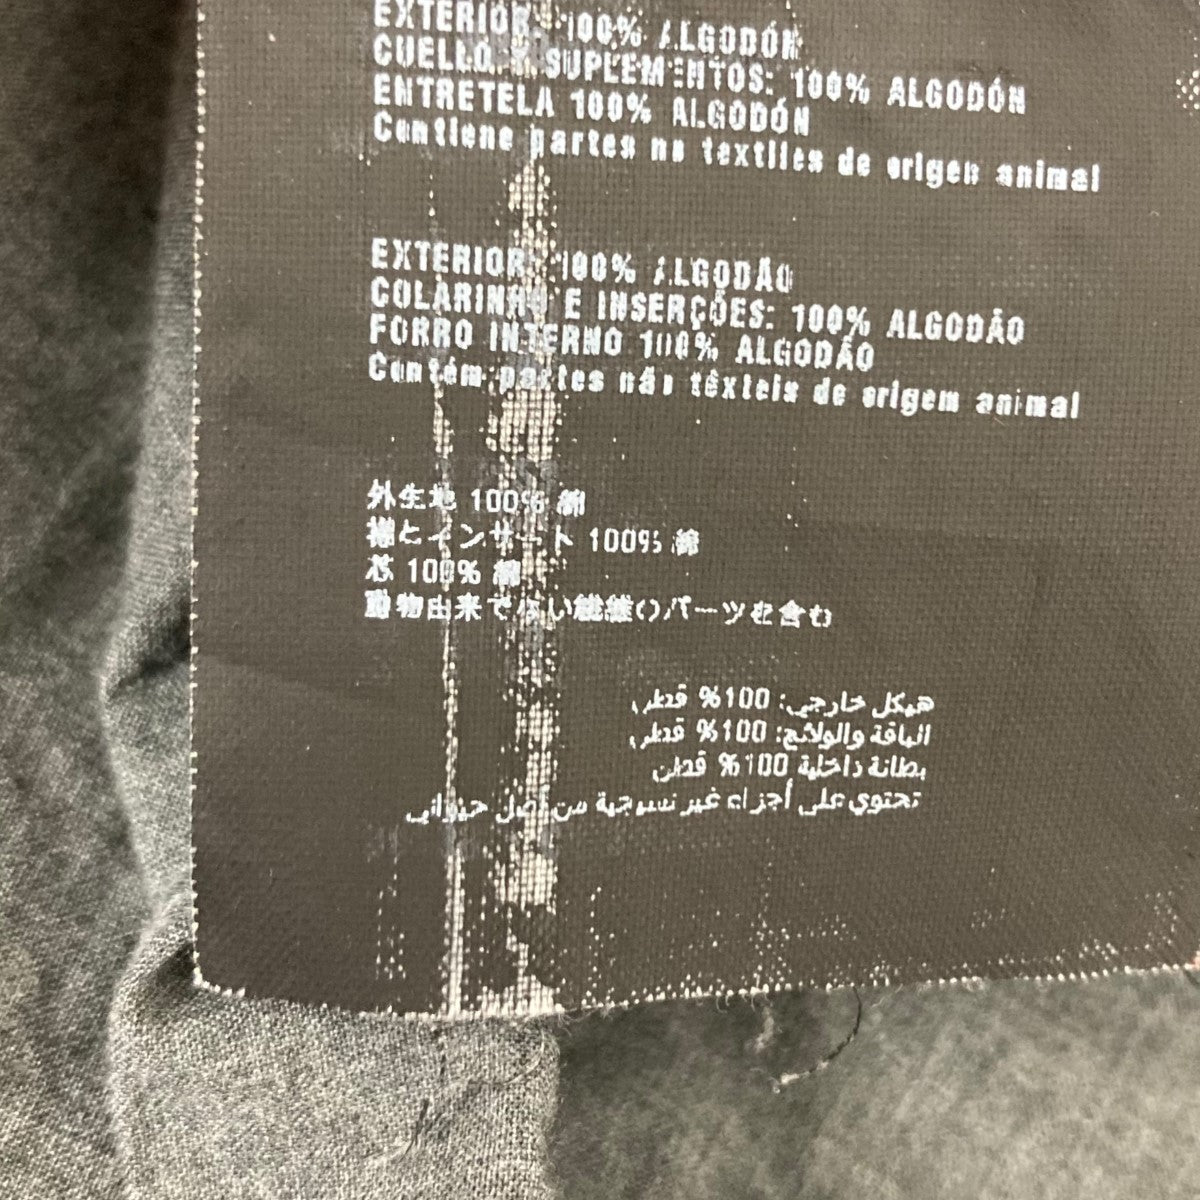 EXTERIOR: 100% ALGODÓN
CUELLO Y SUPLEMENTOS: 100% ALGODÓN
ENTRETELA 100% ALGODÓN
Contiene partes no textiles de origen animal
EXTERIOR: 100% ALGODÃO
COLARINHO E INSERÇÕES: 100% ALGODÃO
FORRO INTERNO 100% ALGODÃO
Contém partes não têxteis de origem animal
外生地 100% 綿
襟とインサート 100% 綿
芯 100% 綿
動物由来でない繊維のパーツを含む
هيكل خارجي: 100% قطن
الياقة والولائج: 100% قطن
بطانة داخلية 100% قطن
تحتوي على أجزاء غير نسيجية من أصل حيواني